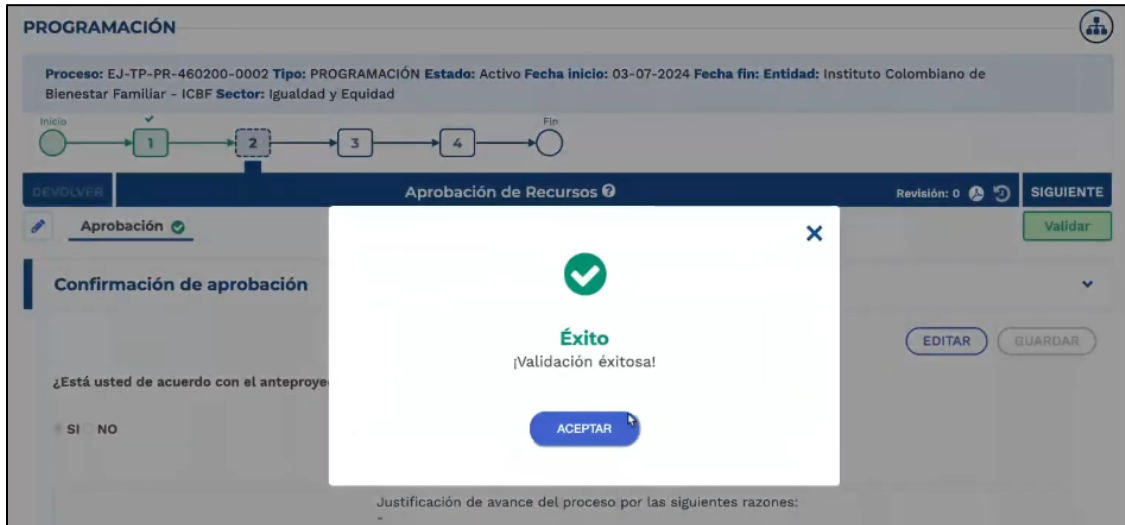 PROGRAMACIÓN
Proceso: EJ-TP-PR-460200-0002 Tipo: PROGRAMACIÓN Estado: Activo Fecha inicio: 03-07-2024 Fecha fin: Entidad: Instituto Colombiano de
Bienestar Familiar - ICBF Sector: Igualdad y Equidad
Inicio
Fin
1
2
3
4
DEVOLVER
Aprobación de Recursos
Revisión: 0
SIGUIENTE
Aprobación
Validar
Confirmación de aprobación
Éxito
¡Validación éxitosa!
EDITAR
GUARDAR
¿Está usted de acuerdo con el anteproye
SI NO
ACEPTAR
Justificación de avance del proceso por las siguientes razones:
-